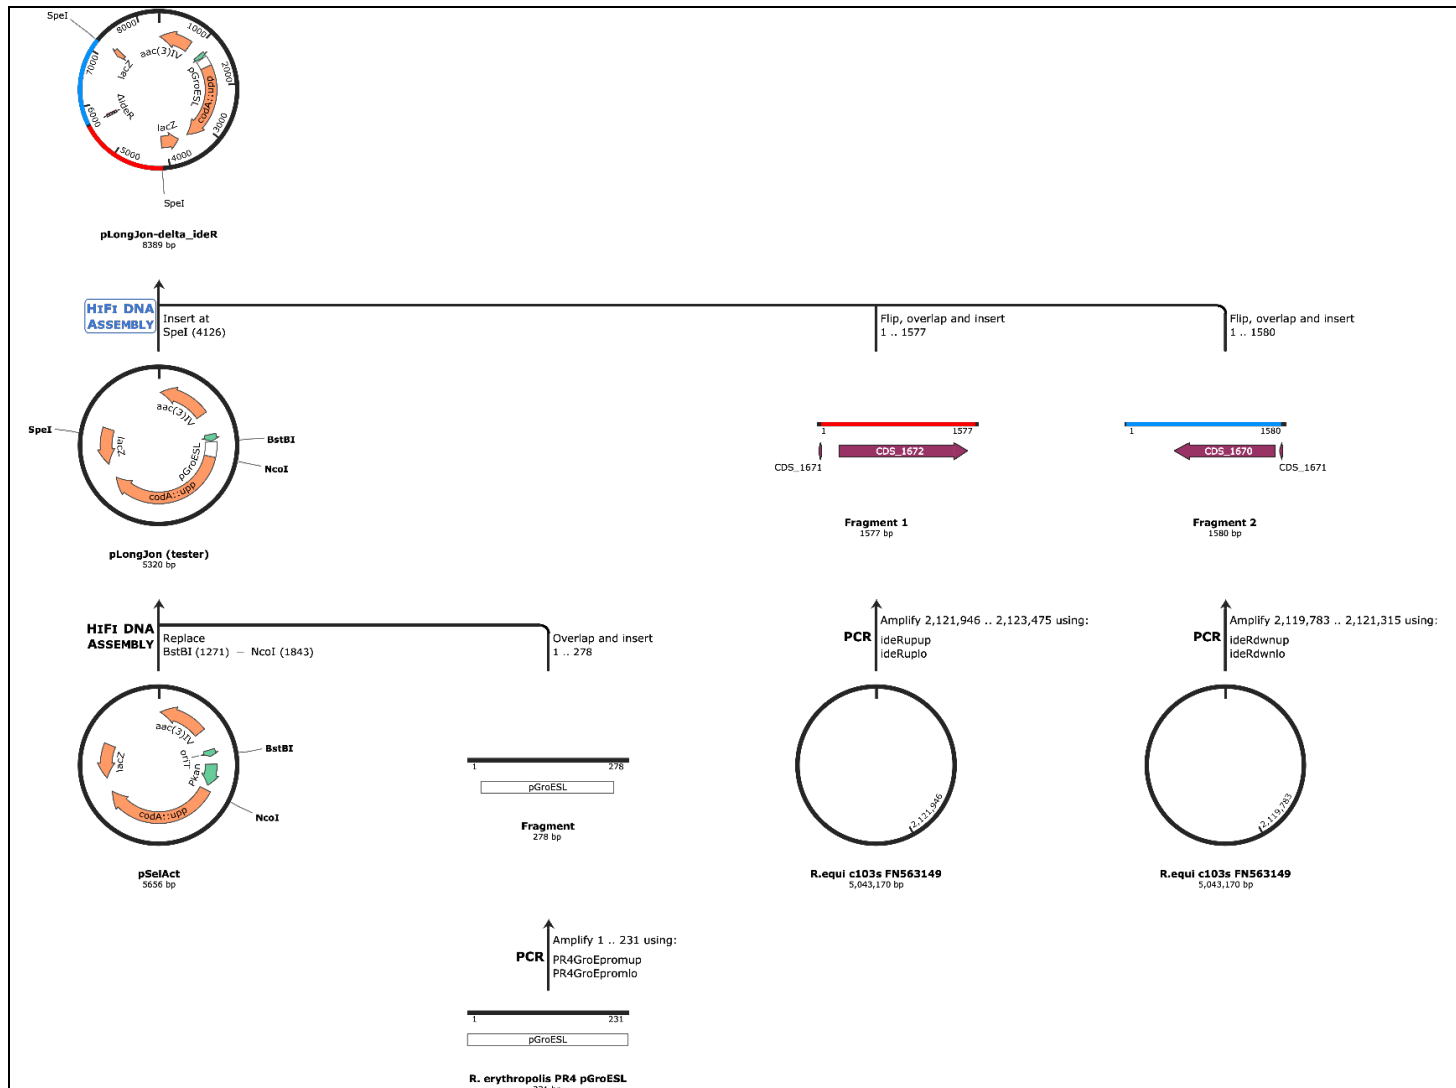 SpeI
8000
1000
2000
3000
4000
5000
6000
7000
aac(3)IV
pGroESL
codA::upp
lacZ
ΔideR
lacZ
SpeI
pLongJon-delta_ideR
8389 bp
HIFI DNA
ASSEMBLY
Insert at
SpeI (4126)
Flip, overlap and insert
1 .. 1577
Flip, overlap and insert
1 .. 1580
SpeI
aac(3)IV
lacZ
pGroESL
codA::upp
BstBI
NcoI
pLongJon (tester)
5320 bp
1
1577
CDS_1671
CDS_1672
Fragment 1
1577 bp
1
1580
CDS_1670
CDS_1671
Fragment 2
1580 bp
HIFI DNA
ASSEMBLY
Replace
BstBI (1271) – NcoI (1843)
Overlap and insert
1 .. 278
PCR
Amplify 2,121,946 .. 2,123,475 using:
ideRupup
ideRuplo
PCR
Amplify 2,119,783 .. 2,121,315 using:
ideRdwnup
ideRdwnlo
aac(3)IV
oriT
Pkan
lacZ
codA::upp
BstBI
NcoI
pSelAct
5656 bp
1
278
pGroESL
Fragment
278 bp
2,121,946
R.equi c103s FN563149
5,043,170 bp
2,119,783
R.equi c103s FN563149
5,043,170 bp
PCR
Amplify 1 .. 231 using:
PR4GroEpromup
PR4GroEpromlo
1
231
pGroESL
R. erythropolis PR4 pGroESL